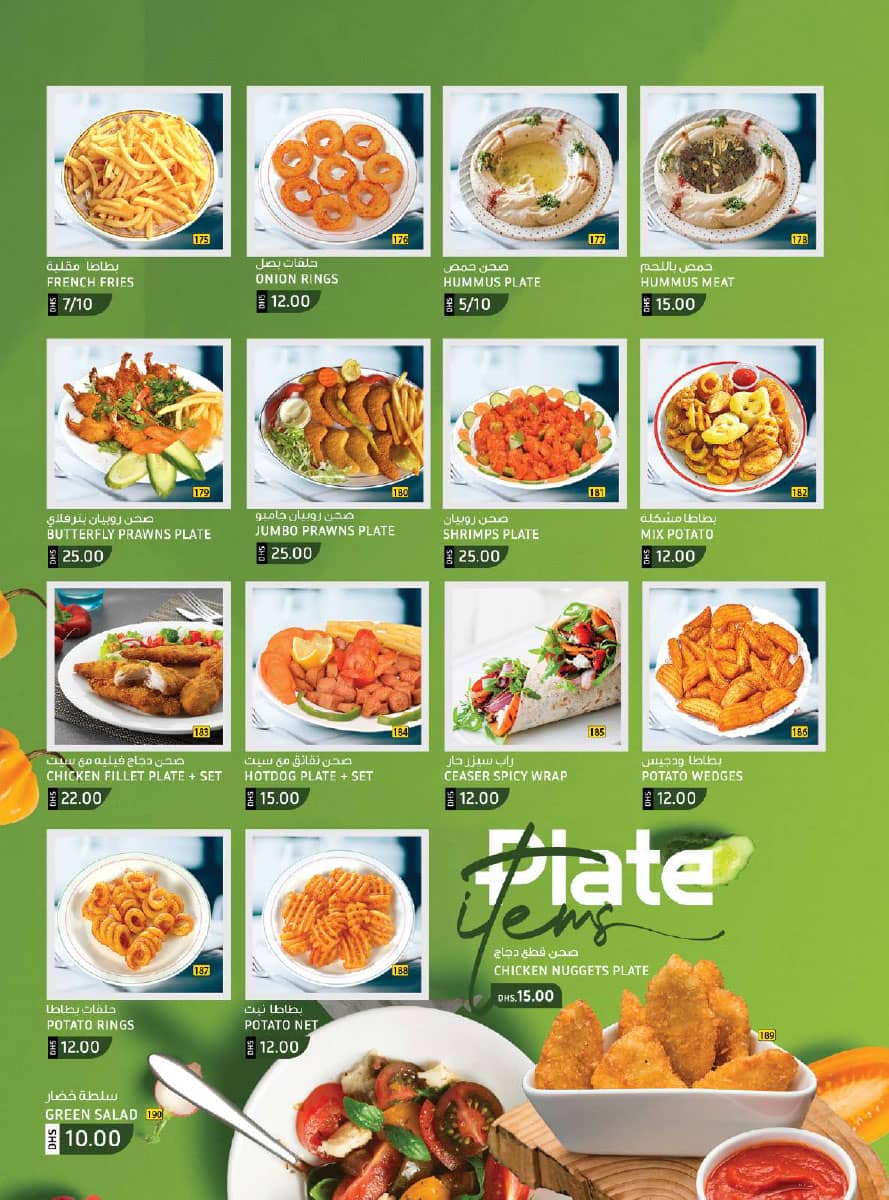 175
بطاطا مقلية
FRENCH FRIES
DHS 7/10
176
حلقات بصل
ONION RINGS
DHS 12.00
177
صحن حمص
HUMMUS PLATE
DHS 5/10
178
حمص باللحم
HUMMUS MEAT
DHS 15.00
179
صحن روبيان بترفلاي
BUTTERFLY PRAWNS PLATE
DHS 25.00
180
صحن روبيان جامبو
JUMBO PRAWNS PLATE
DHS 25.00
181
صحن روبيان
SHRIMPS PLATE
DHS 25.00
182
بطاطا مشكله
MIX POTATO
DHS 12.00
183
صحن دجاج فيليه مع سيت
CHICKEN FILLET PLATE + SET
DHS 22.00
184
صحن نقانق مع سيت
HOTDOG PLATE + SET
DHS 15.00
185
راب سيزر حار
CEASER SPICY WRAP
DHS 12.00
186
بطاطا ودجيس
POTATO WEDGES
DHS 12.00
187
حلقات بطاطا
POTATO RINGS
DHS 12.00
188
بطاطا نيت
POTATO NET
DHS 12.00
Plate
items
صحن قطع دجاج
CHICKEN NUGGETS PLATE
DHS. 15.00
189
سلطة خضار
GREEN SALAD 190
DHS 10.00